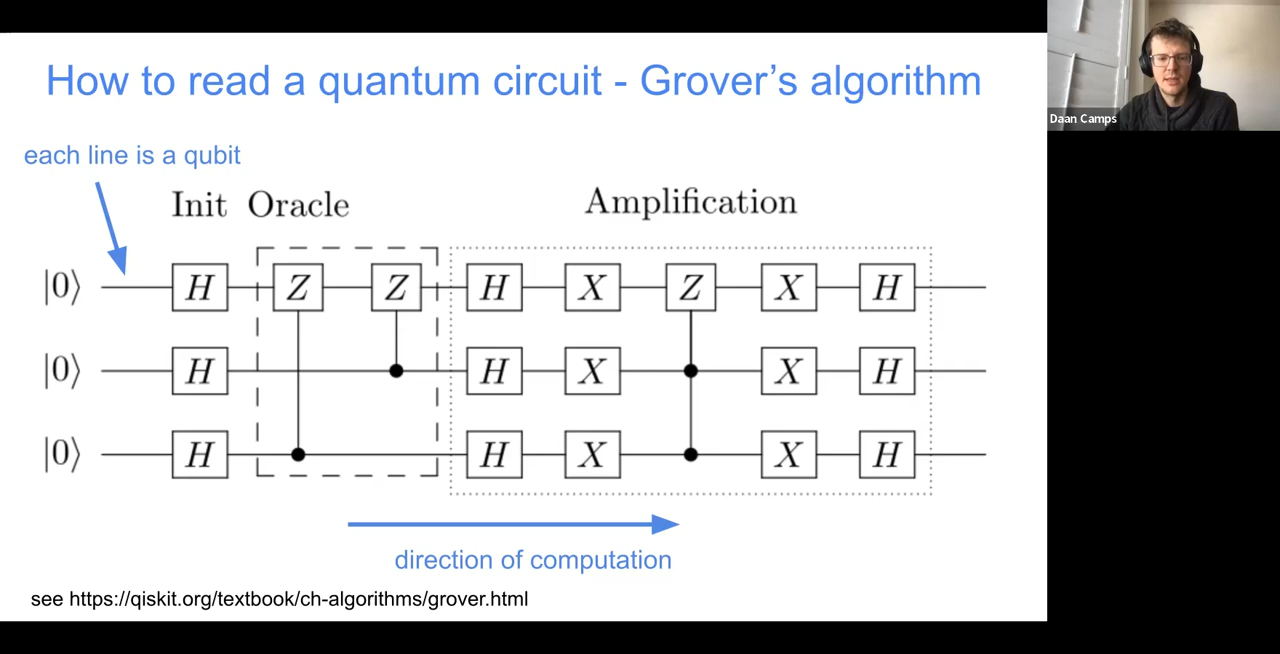 How to read a quantum circuit - Grover's algorithm
Daan Camps
each line is a qubit
Init Oracle Amplification
|0⟩ H Z Z H X Z X H
|0⟩ H H X X H
|0⟩ H H X X H
direction of computation
see https://qiskit.org/textbook/ch-algorithms/grover.html